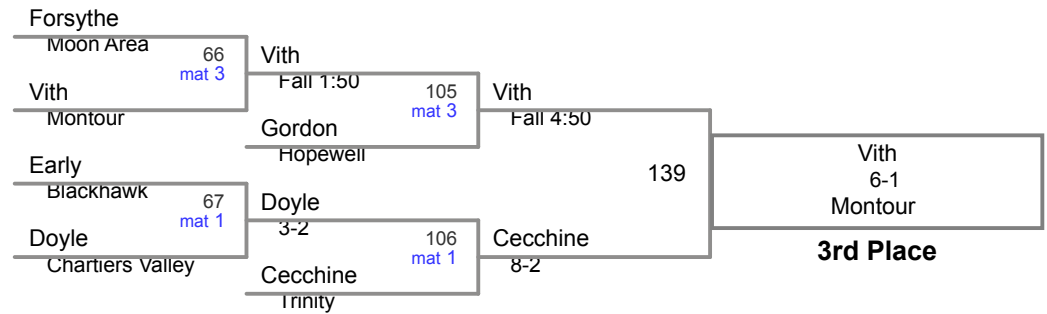 Forsythe
Moon Area
66
mat 3
Vith
Montour
Vith
Fall 1:50
105
mat 3
Gordon
Hopewell
Early
Blackhawk
67
mat 1
Doyle
Chartiers Valley
Doyle
3-2
106
mat 1
Cecchine
Trinity
Vith
Fall 4:50
139
Cecchine
8-2
Vith
6-1
Montour
3rd Place